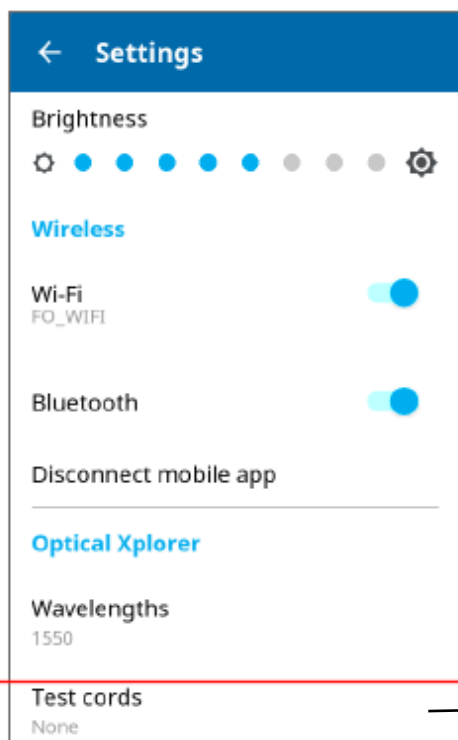 Settings
Brightness
Wireless
Wi-Fi
FO_WIFI
Bluetooth
Disconnect mobile app
Optical Xplorer
Wavelengths
1550
Test cords
None